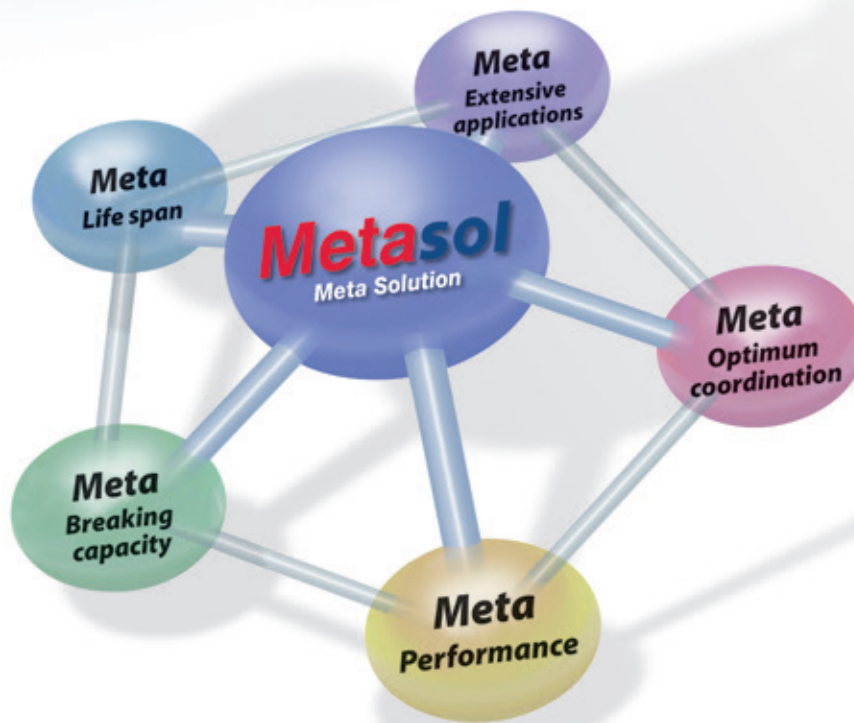 Meta
Extensive
applications
Meta
Life span
Metasol
Meta Solution
Meta
Optimum
coordination
Meta
Breaking
capacity
Meta
Performance